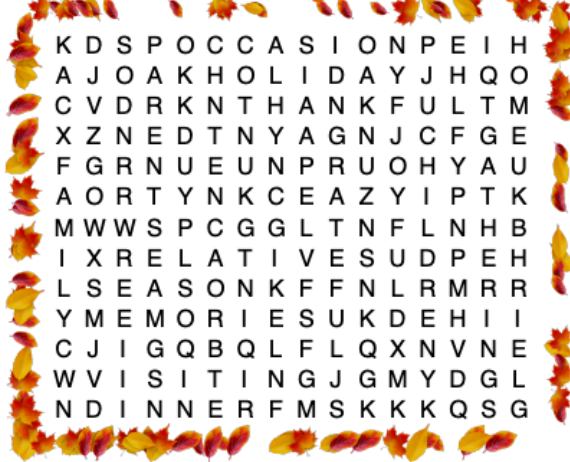 K D S P O C C A S I O N P E I H
A J O A K H O L I D A Y J H Q O
C V D R K N T H A N K F U L T M
X Z N E D T N Y A G N J C F G E
F G R N U E U N P R U O H Y A U
A O R T Y N K C E A Z Y I P T K
M W W S P C G G L T N F L N H B
I X R E L A T I V E S U D P E H
L S E A S O N K F F N L R M R R
Y M E M O R I E S U K D E H I I
C J I G Q B Q L F L Q X N V N E
W V I S I T I N G J G M Y D G L
N D I N N E R F M S K K K Q S G